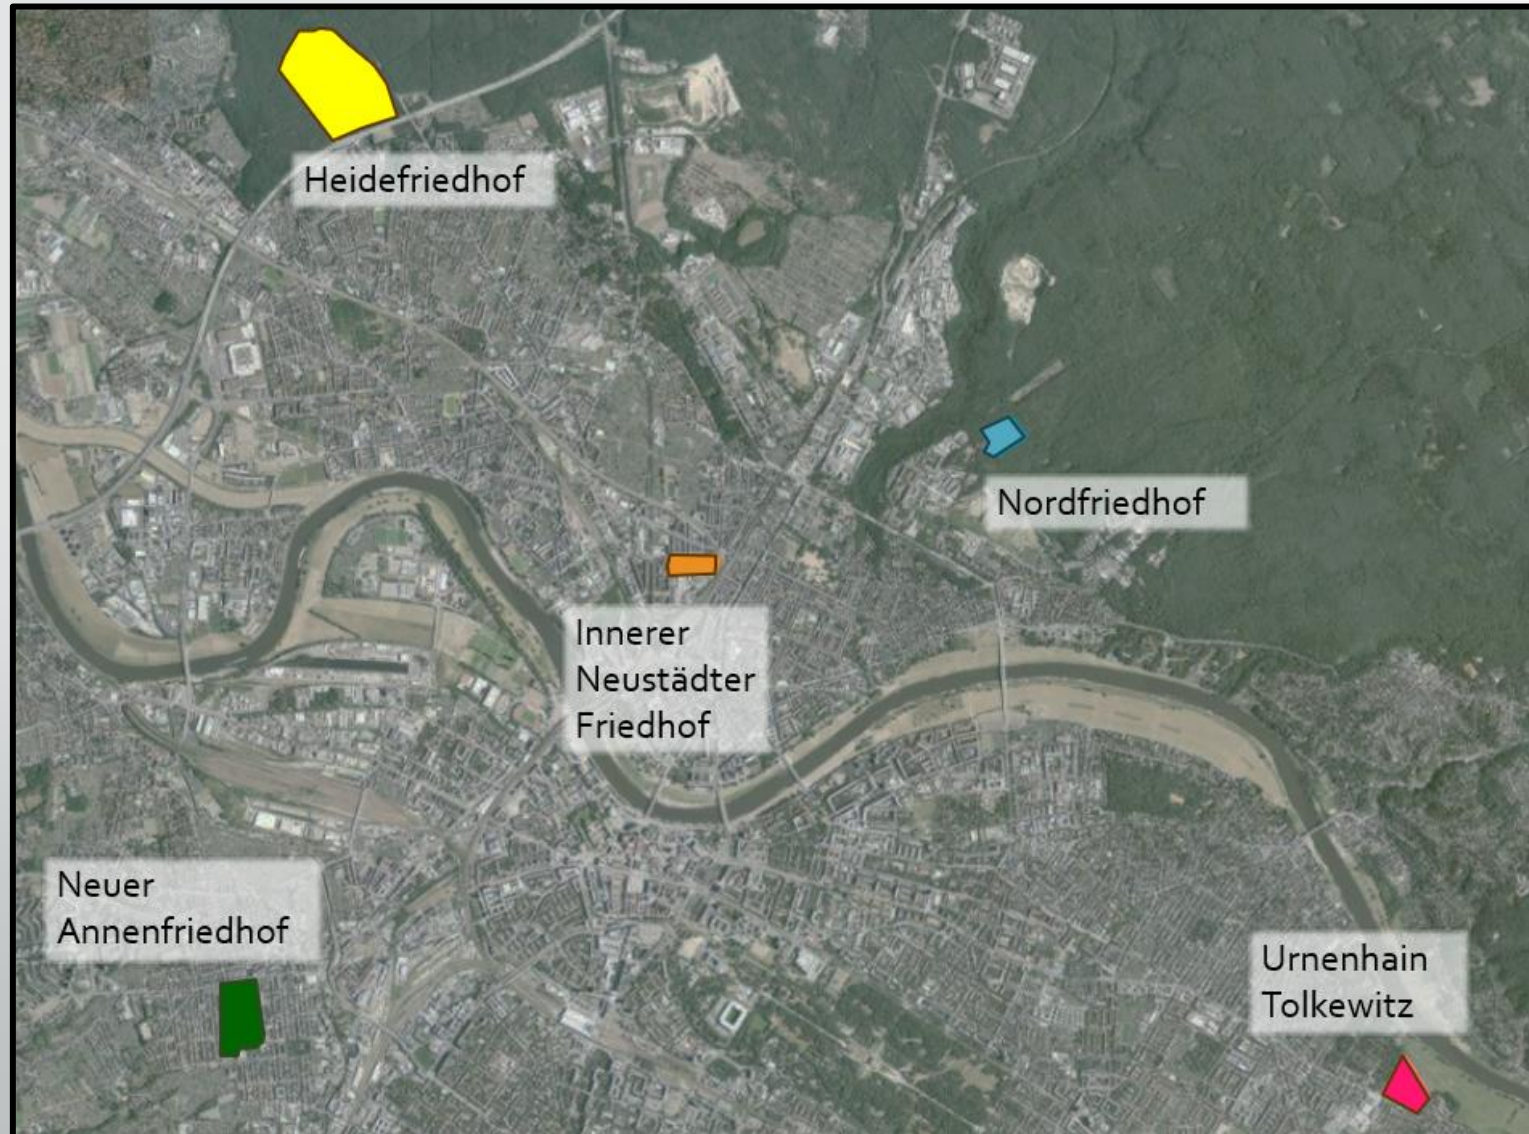 Heidefriedhof
Nordfriedhof
Innerer
Neustädter
Friedhof
Neuer
Annenfriedhof
Urnenhain
Tolkewitz